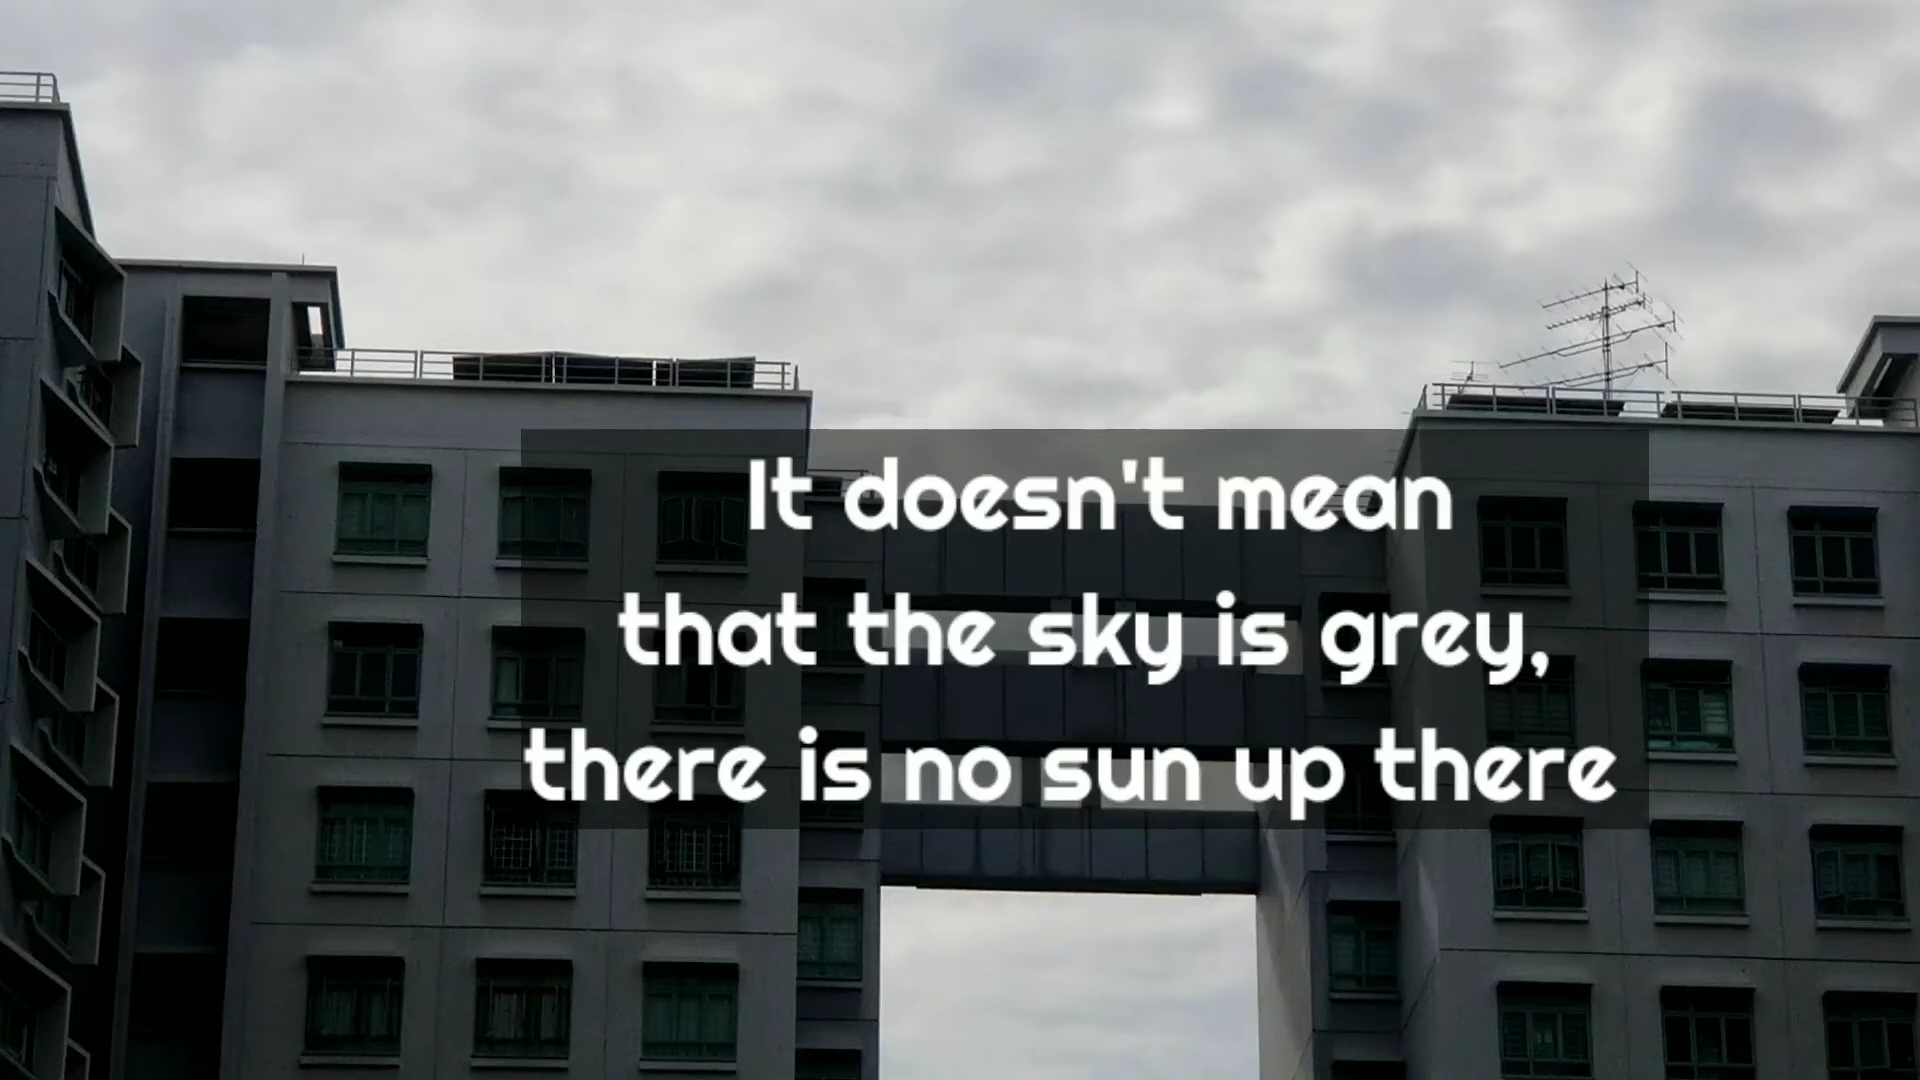 It doesn't mean
that the sky is grey,
there is no sun up there